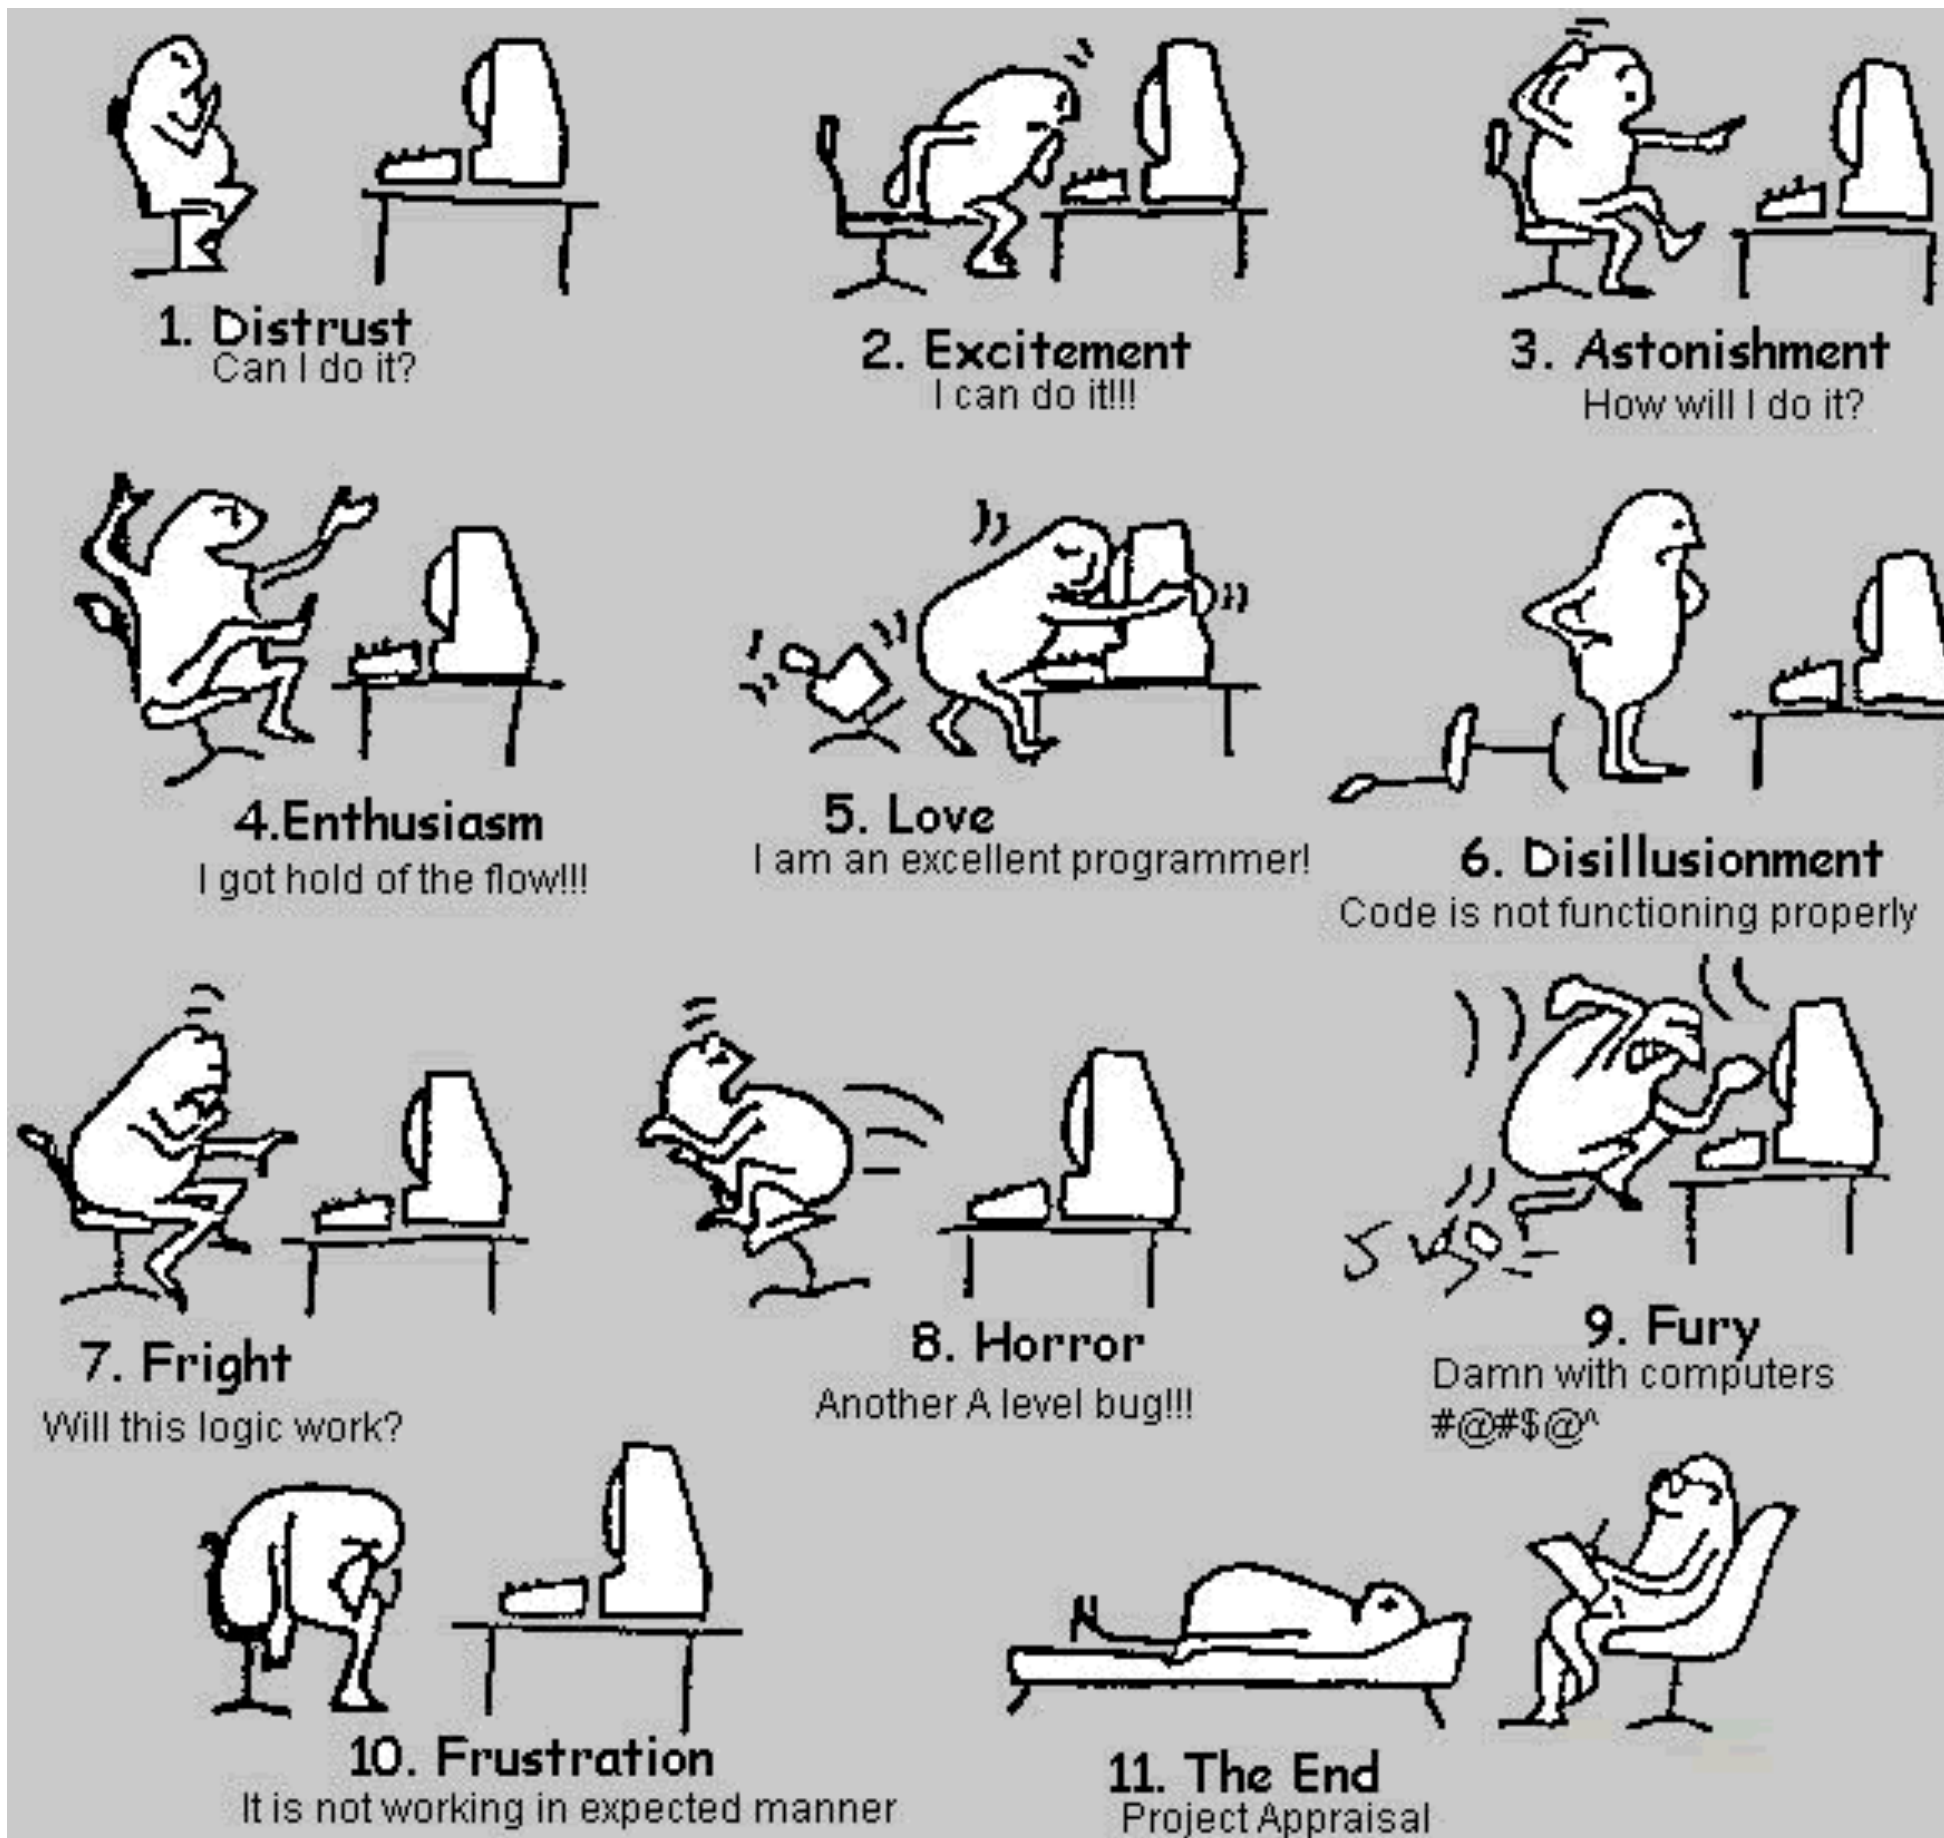 1. Distrust
Can I do it?
2. Excitement
I can do it!!!
3. Astonishment
How will I do it?
4.Enthusiasm
I got hold of the flow!!!
5. Love
I am an excellent programmer!
6. Disillusionment
Code is not functioning properly
7. Fright
Will this logic work?
8. Horror
Another A level bug!!!
9. Fury
Damn with computers
#@#$@^
10. Frustration
It is not working in expected manner
11. The End
Project Appraisal